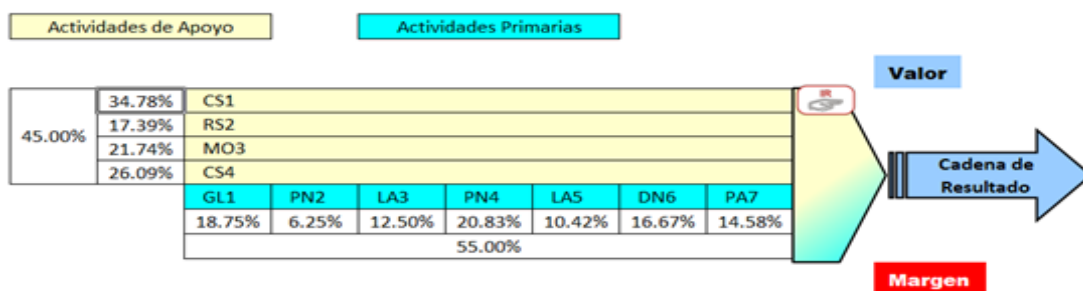 Actividades de Apoyo
Actividades Primarias
Valor
34.78% CS1
IR
45.00%
17.39% RS2
21.74% MO3
26.09% CS4
Cadena de
Resultado
GL1 PN2 LA3 PN4 LA5 DN6 PA7
18.75% 6.25% 12.50% 20.83% 10.42% 16.67% 14.58%
55.00%
Margen